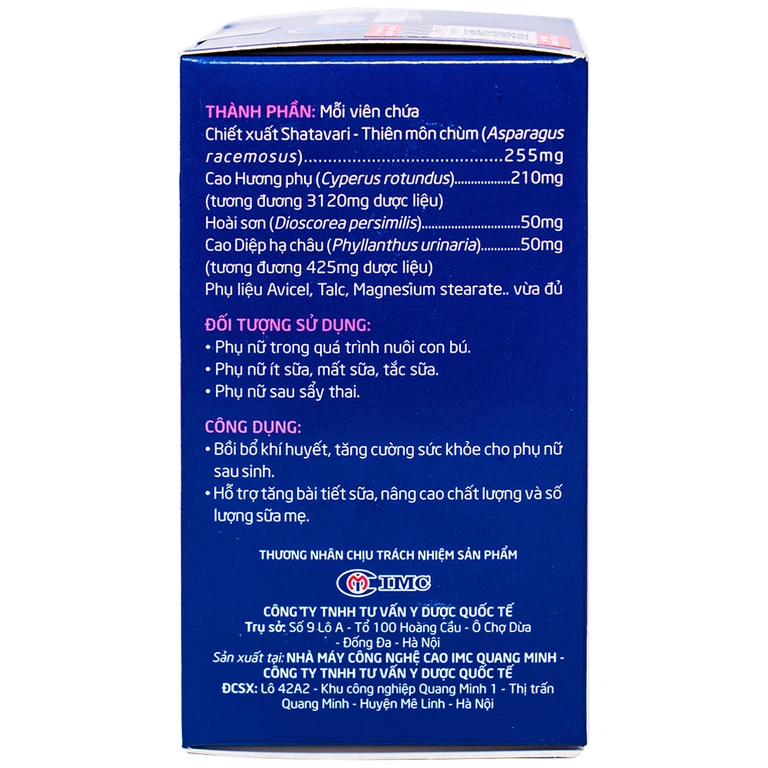 THÀNH PHẦN: Mỗi viên chứa
Chiết xuất Shatavari - Thiên môn chùm (Asparagus
racemosus)...............................................255mg
Cao Hương phụ (Cyperus rotundus).................210mg
(tương đương 3120mg dược liệu)
Hoài sơn (Dioscorea persimilis).............................50mg
Cao Diệp hạ châu (Phyllanthus urinaria)............50mg
(tương đương 425mg dược liệu)
Phụ liệu Avicel, Talc, Magnesium stearate.. vừa đủ
ĐỐI TƯỢNG SỬ DỤNG:
• Phụ nữ trong quá trình nuôi con bú.
• Phụ nữ ít sữa, mất sữa, tắc sữa.
• Phụ nữ sau sẩy thai.
CÔNG DỤNG:
• Bồi bổ khí huyết, tăng cường sức khỏe cho phụ nữ
sau sinh.
• Hỗ trợ tăng bài tiết sữa, nâng cao chất lượng và số
lượng sữa mẹ.
THƯƠNG NHÂN CHỊU TRÁCH NHIỆM SẢN PHẨM
IMC
CÔNG TY TNHH TƯ VẤN Y DƯỢC QUỐC TẾ
Trụ sở: Số 9 Lô A - Tổ 100 Hoàng Cầu - Ô Chợ Dừa
- Đống Đa - Hà Nội
Sản xuất tại: NHÀ MÁY CÔNG NGHỆ CAO IMC QUANG MINH -
CÔNG TY TNHH TƯ VẤN Y DƯỢC QUỐC TẾ
ĐCSX: Lô 42A2 - Khu công nghiệp Quang Minh 1 - Thị trấn
Quang Minh - Huyện Mê Linh - Hà Nội